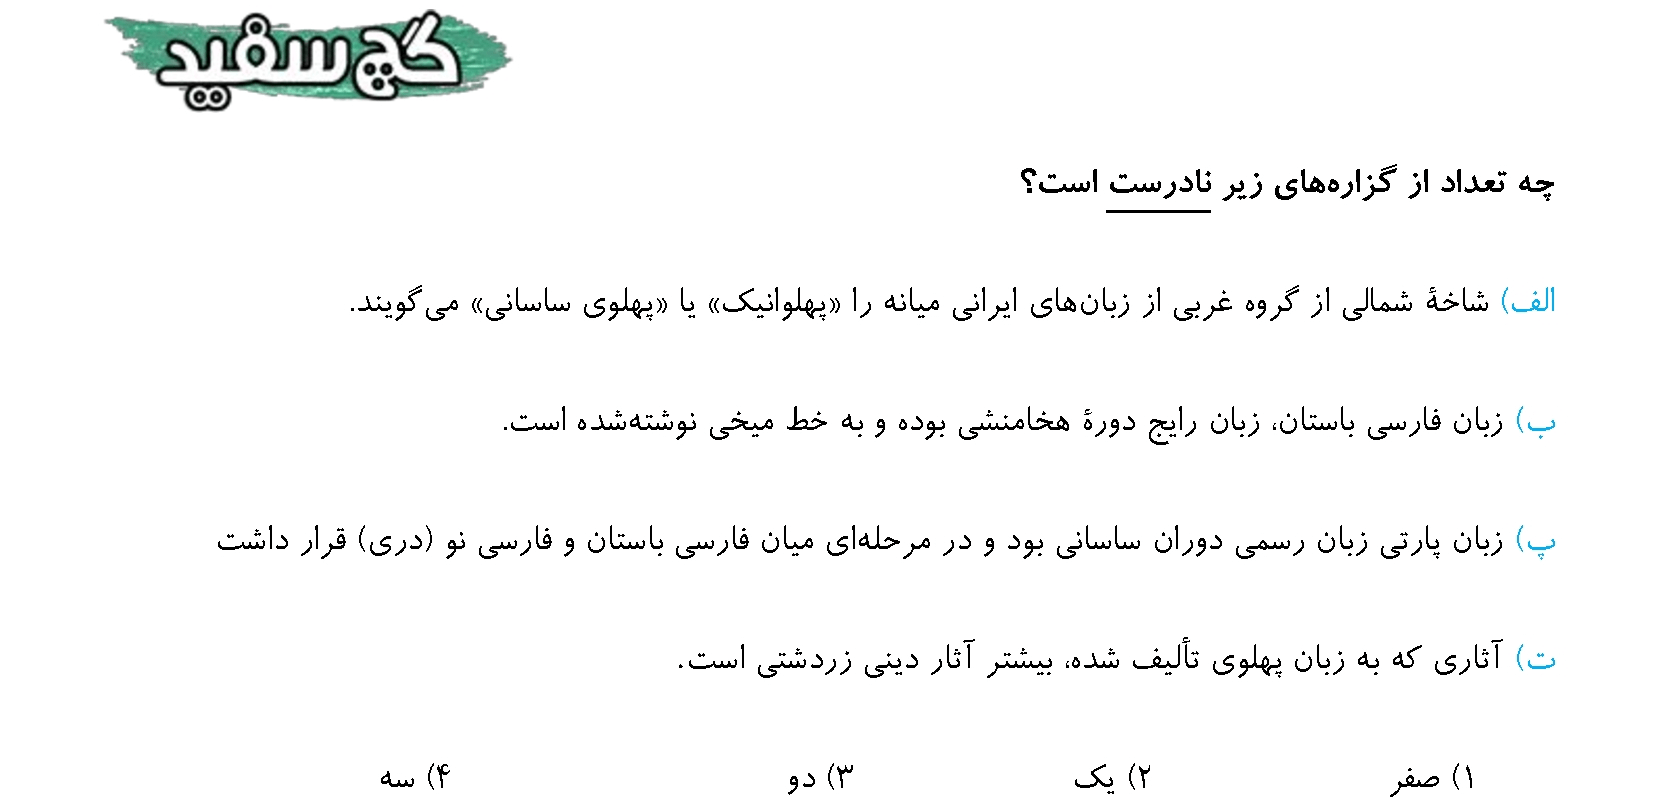 گچ سفید
چه تعداد از گزاره‌های زیر نادرست است؟
الف) شاخهٔ شمالی از گروه غربی از زبان‌های ایرانی میانه را «پهلوانیک» یا «پهلوی ساسانی» می‌گویند.
ب) زبان فارسی باستان، زبان رایج دورهٔ هخامنشی بوده و به خط میخی نوشته‌شده است.
پ) زبان پارتی زبان رسمی دوران ساسانی بود و در مرحله‌ای میان فارسی باستان و فارسی نو (دری) قرار داشت
ت) آثاری که به زبان پهلوی تألیف شده، بیشتر آثار دینی زردشتی است.
۱) صفر ۲) یک ۳) دو ۴) سه